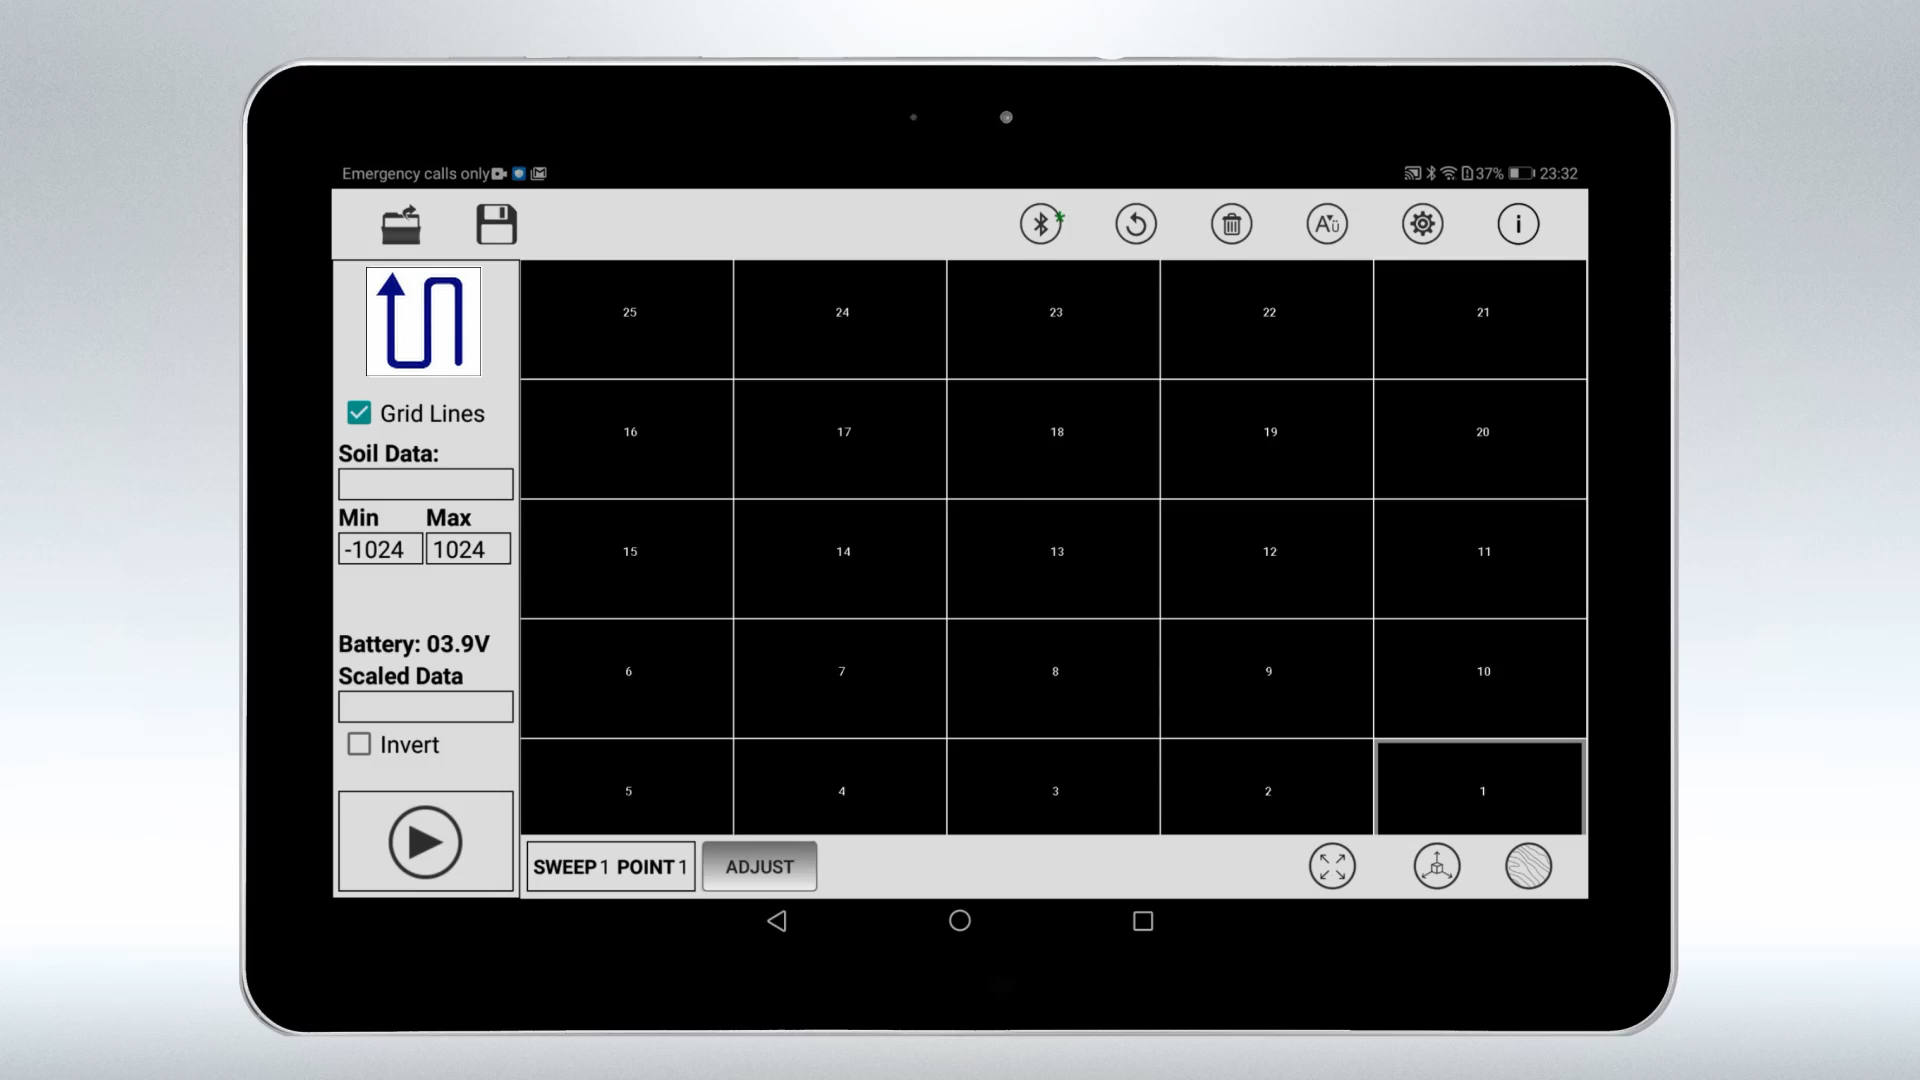 Emergency calls only
37% 23:32
Aü
i
25 24 23 22 21
Grid Lines
16 17 18 19 20
Soil Data:
Min Max
-1024 1024
15 14 13 12 11
Battery: 03.9V
Scaled Data
6 7 8 9 10
Invert
5 4 3 2 1
SWEEP 1 POINT 1
ADJUST